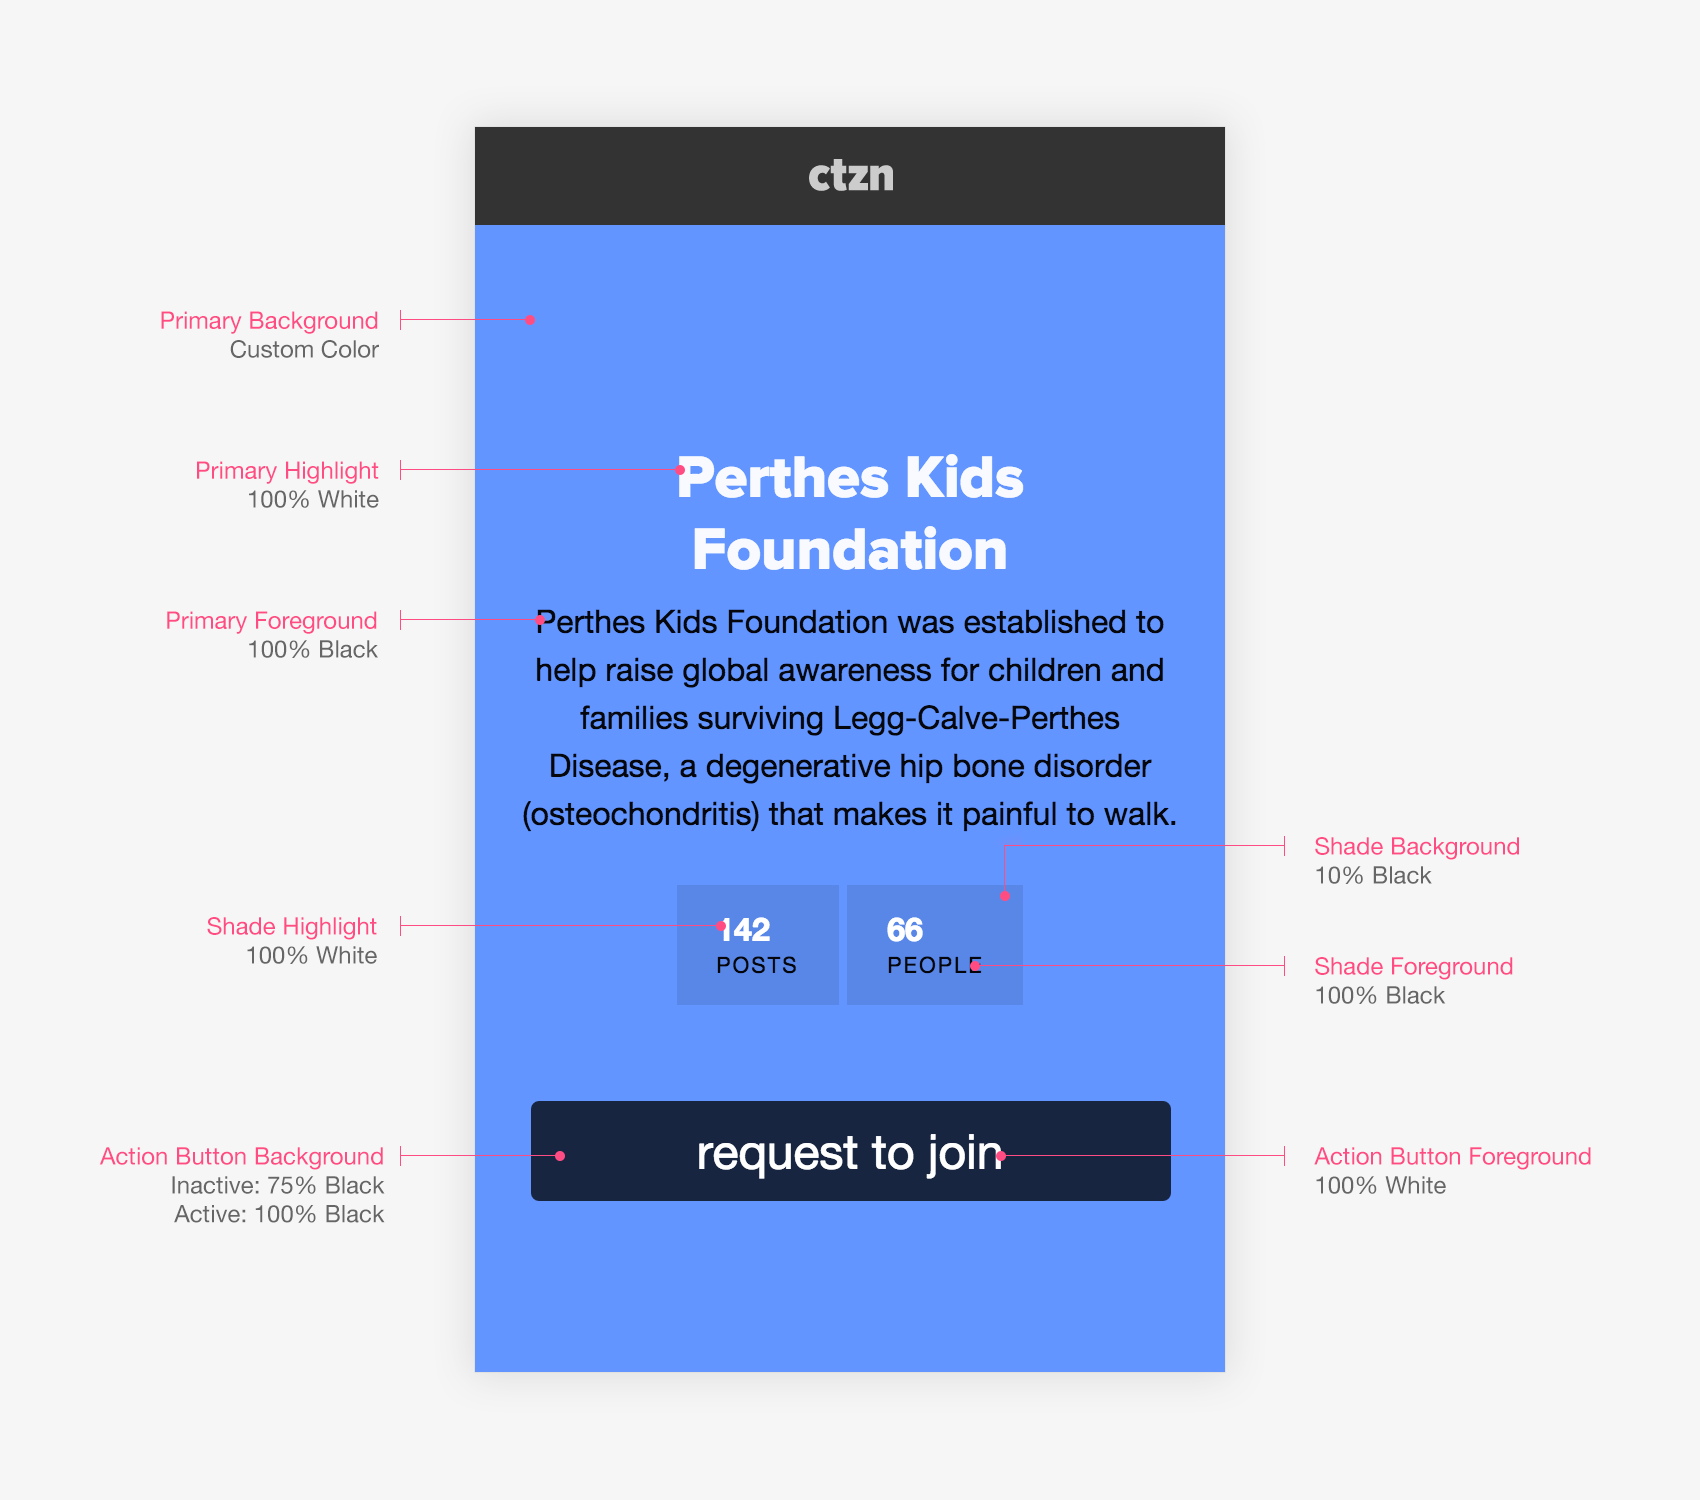 ctzn
Primary Background
Custom Color
Primary Highlight
100% White
Perthes Kids
Foundation
Primary Foreground
100% Black
Perthes Kids Foundation was established to
help raise global awareness for children and
families surviving Legg-Calve-Perthes
Disease, a degenerative hip bone disorder
(osteochondritis) that makes it painful to walk.
Shade Background
10% Black
Shade Highlight
100% White
142
POSTS
66
PEOPLE
Shade Foreground
100% Black
Action Button Background
Inactive: 75% Black
Active: 100% Black
request to join
Action Button Foreground
100% White